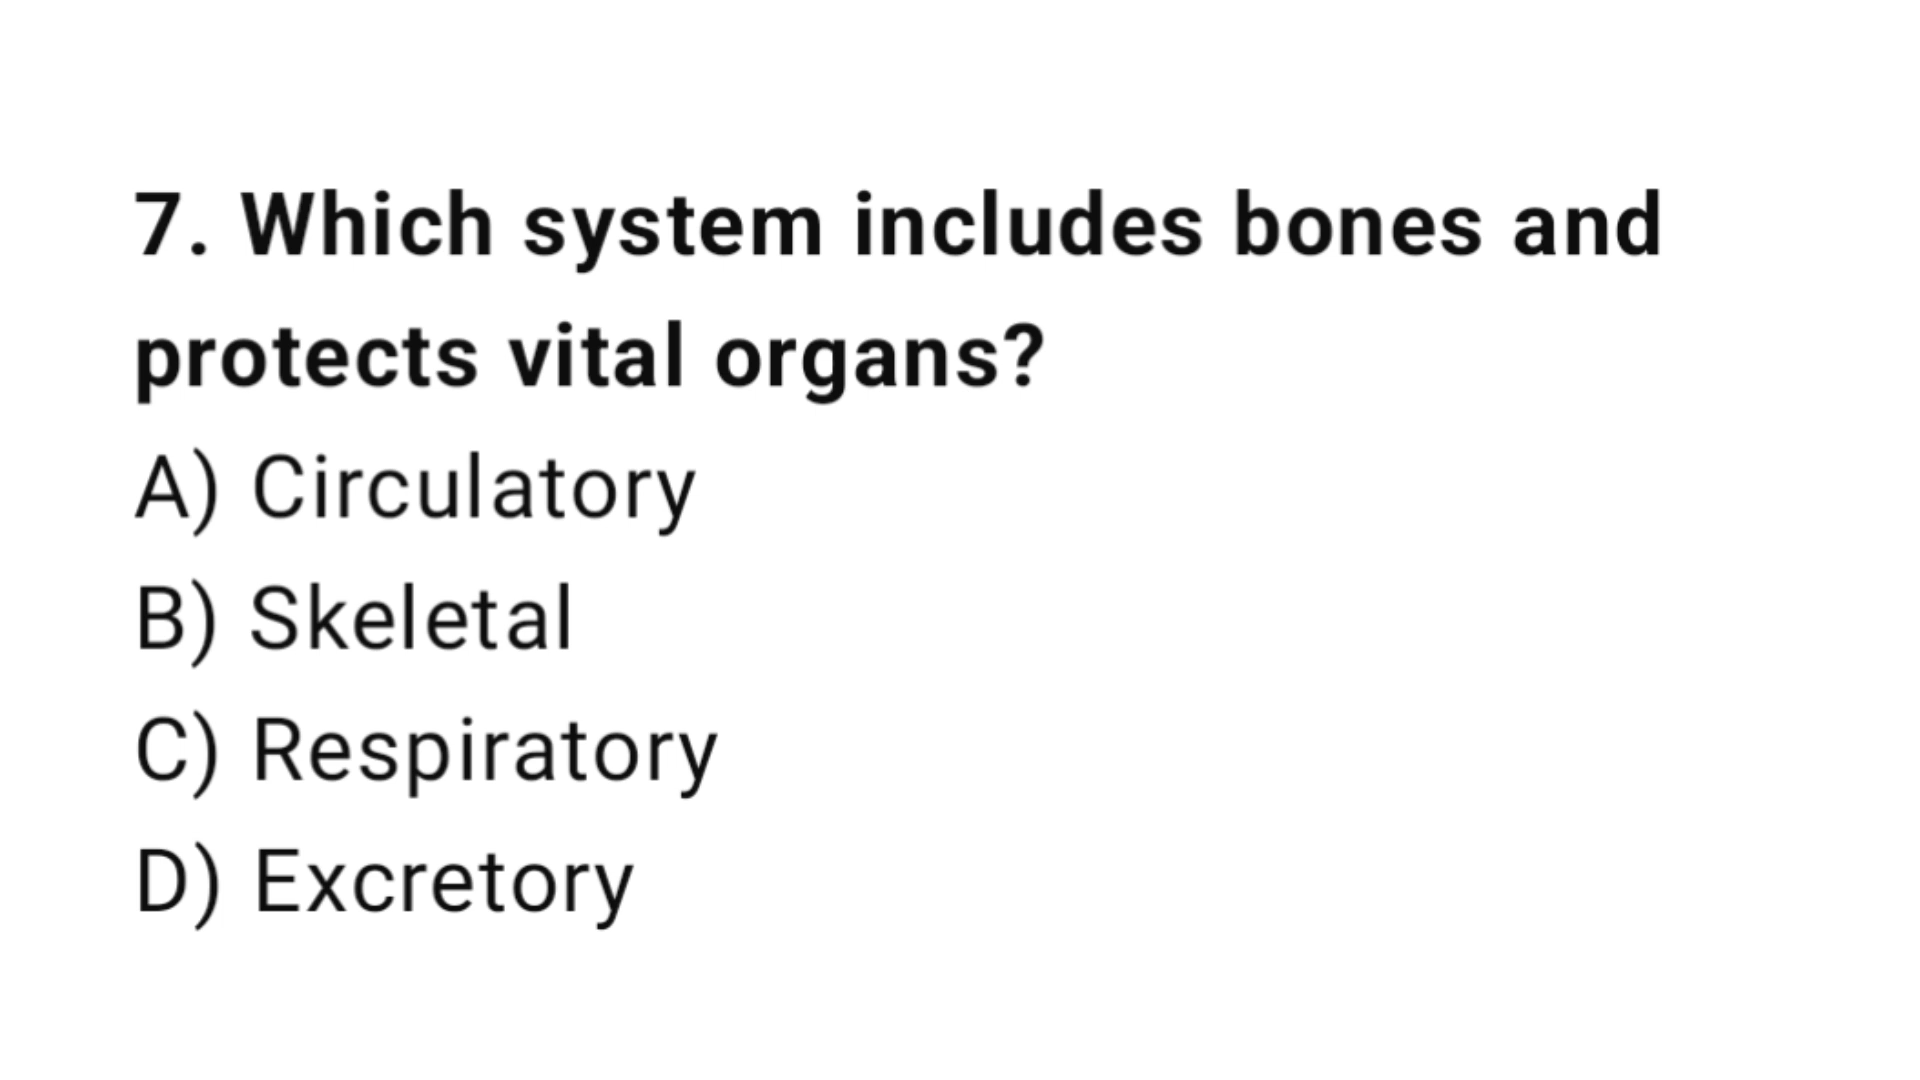 7. Which system includes bones and
protects vital organs?
A) Circulatory
B) Skeletal
C) Respiratory
D) Excretory